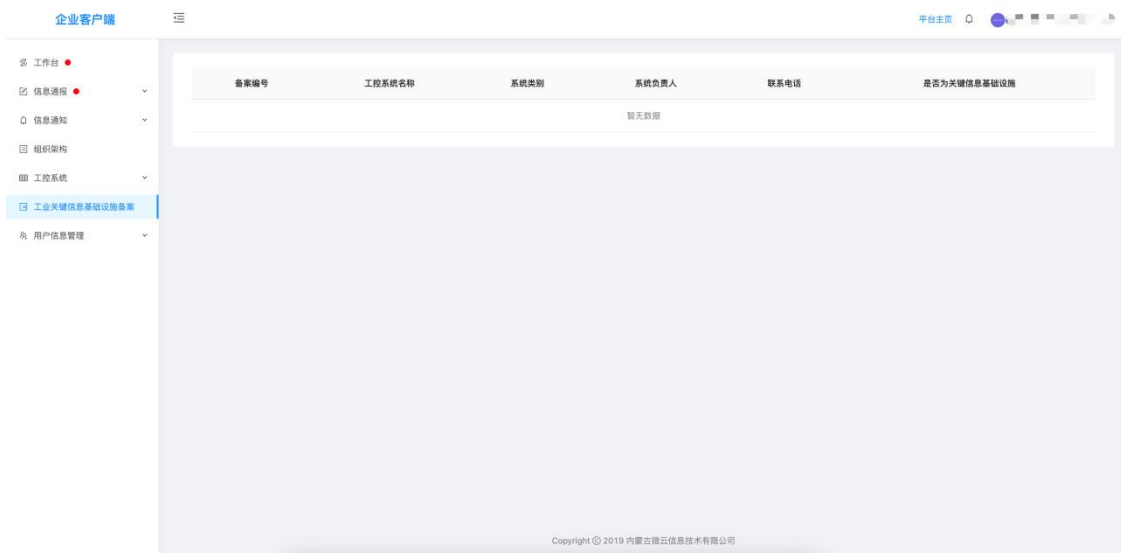 企业客户端
平台主页
工作台
信息通报
信息通知
组织架构
工控系统
工业关键信息基础设施备案
用户信息管理
备案编号 工控系统名称 系统类别 系统负责人 联系电话 是否为关键信息基础设施
暂无数据
Copyright © 2019 内蒙古微云信息技术有限公司